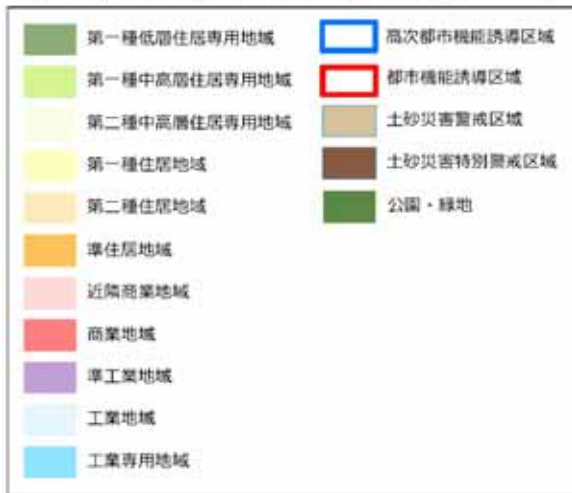 第一種低層住居専用地域
第一種中高層住居専用地域
第二種中高層住居専用地域
第一種住居地域
第二種住居地域
準住居地域
近隣商業地域
商業地域
準工業地域
工業地域
工業専用地域
高次都市機能誘導区域
都市機能誘導区域
土砂災害警戒区域
土砂災害特別警戒区域
公園・緑地